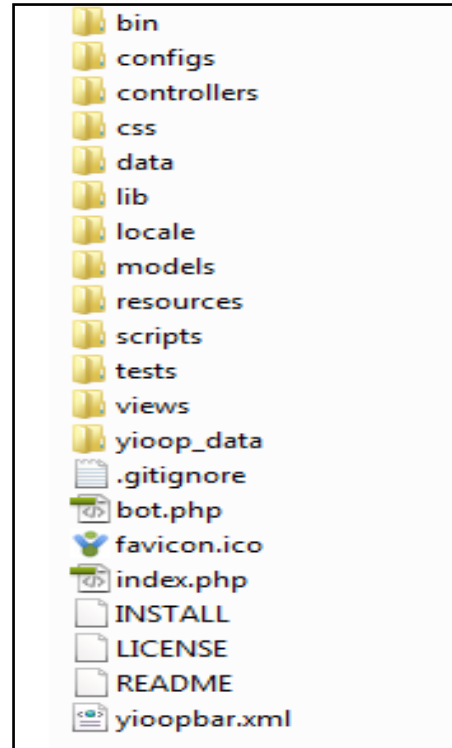 bin
configs
controllers
css
data
lib
locale
models
resources
scripts
tests
views
yioop_data
.gitignore
bot.php
favicon.ico
index.php
INSTALL
LICENSE
README
yioopbar.xml